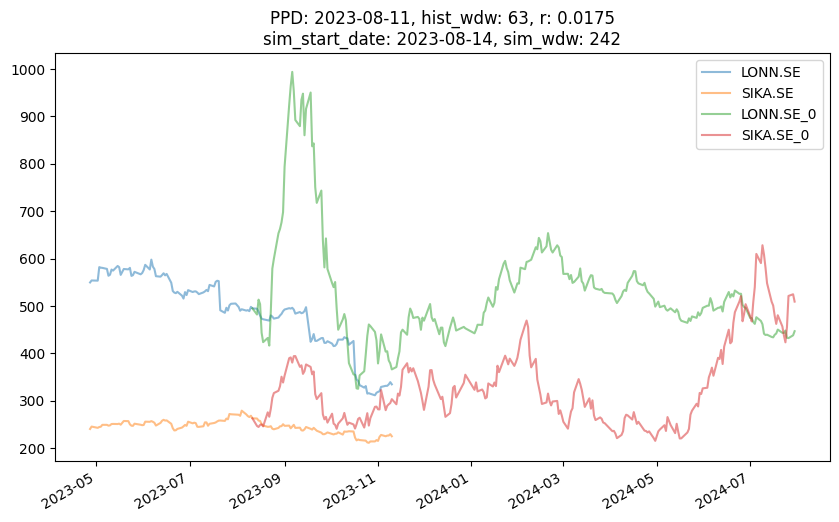 PPD: 2023-08-11, hist_wdw: 63, r: 0.0175
sim_start_date: 2023-08-14, sim_wdw: 242
LONN.SE
SIKA.SE
LONN.SE_0
SIKA.SE_0
1000
900
800
700
600
500
400
300
200
2023-05
2023-07
2023-09
2023-11
2024-01
2024-03
2024-05
2024-07